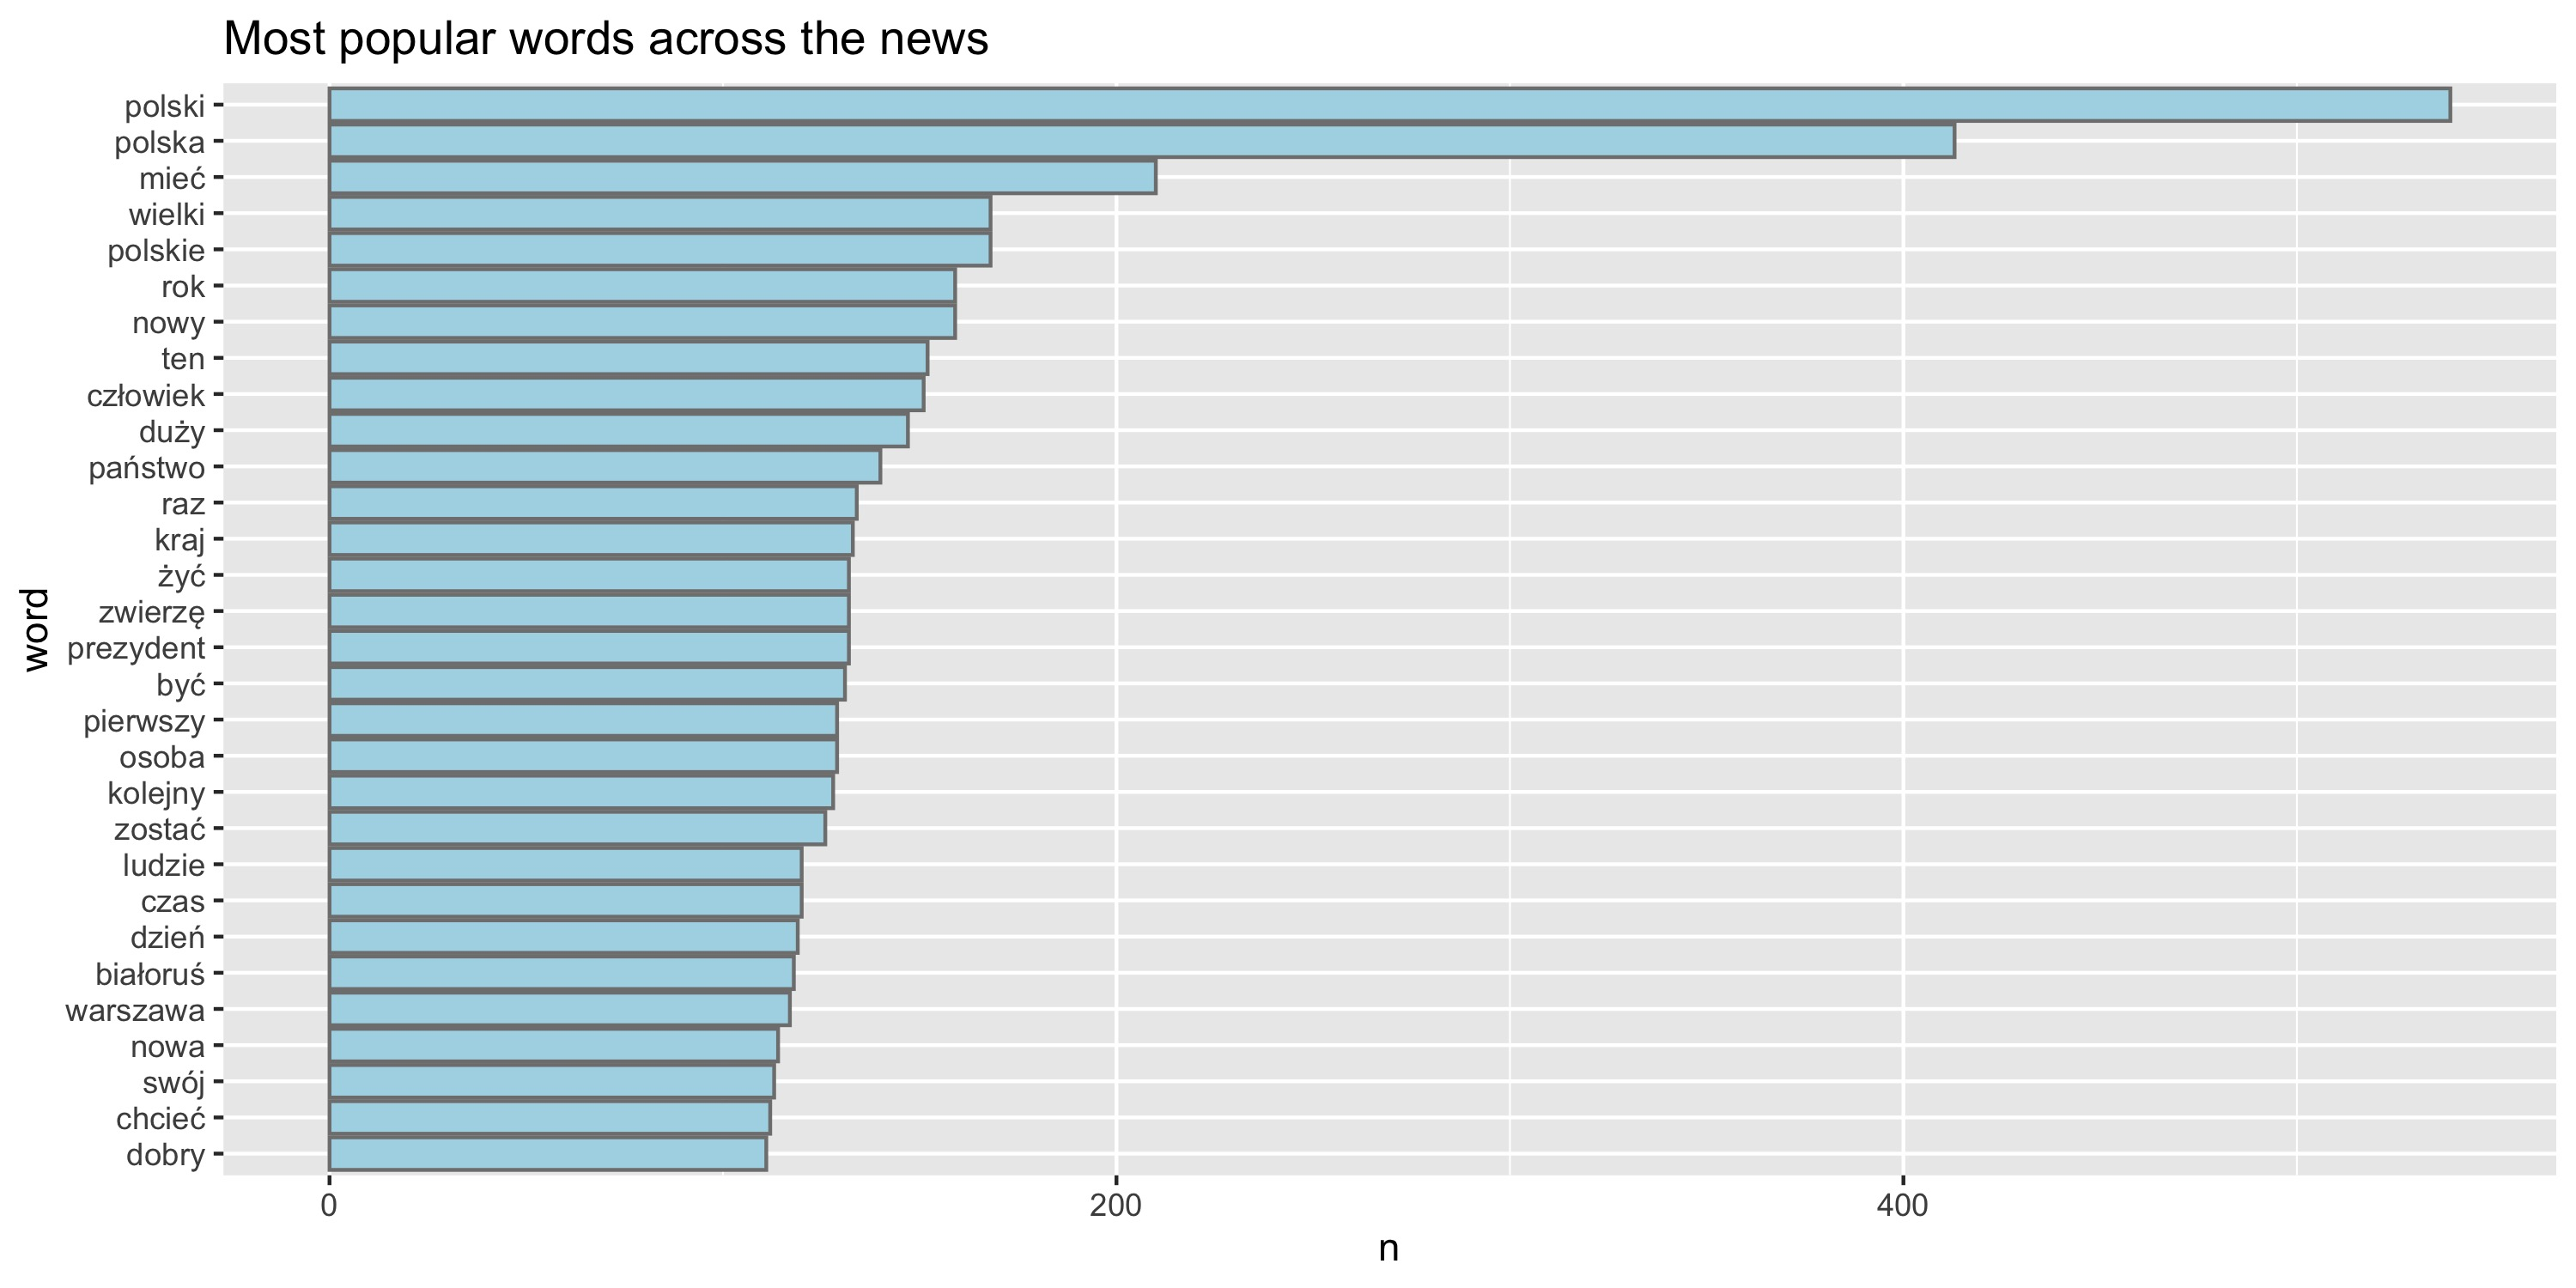 Most popular words across the news
polski
polska
mieć
wielki
polskie
rok
nowy
ten
człowiek
duży
państwo
raz
kraj
żyć
zwierzę
prezydent
być
pierwszy
osoba
kolejny
zostać
ludzie
czas
dzień
białoruś
warszawa
nowa
swój
chcieć
dobry
word
0 200 400
n